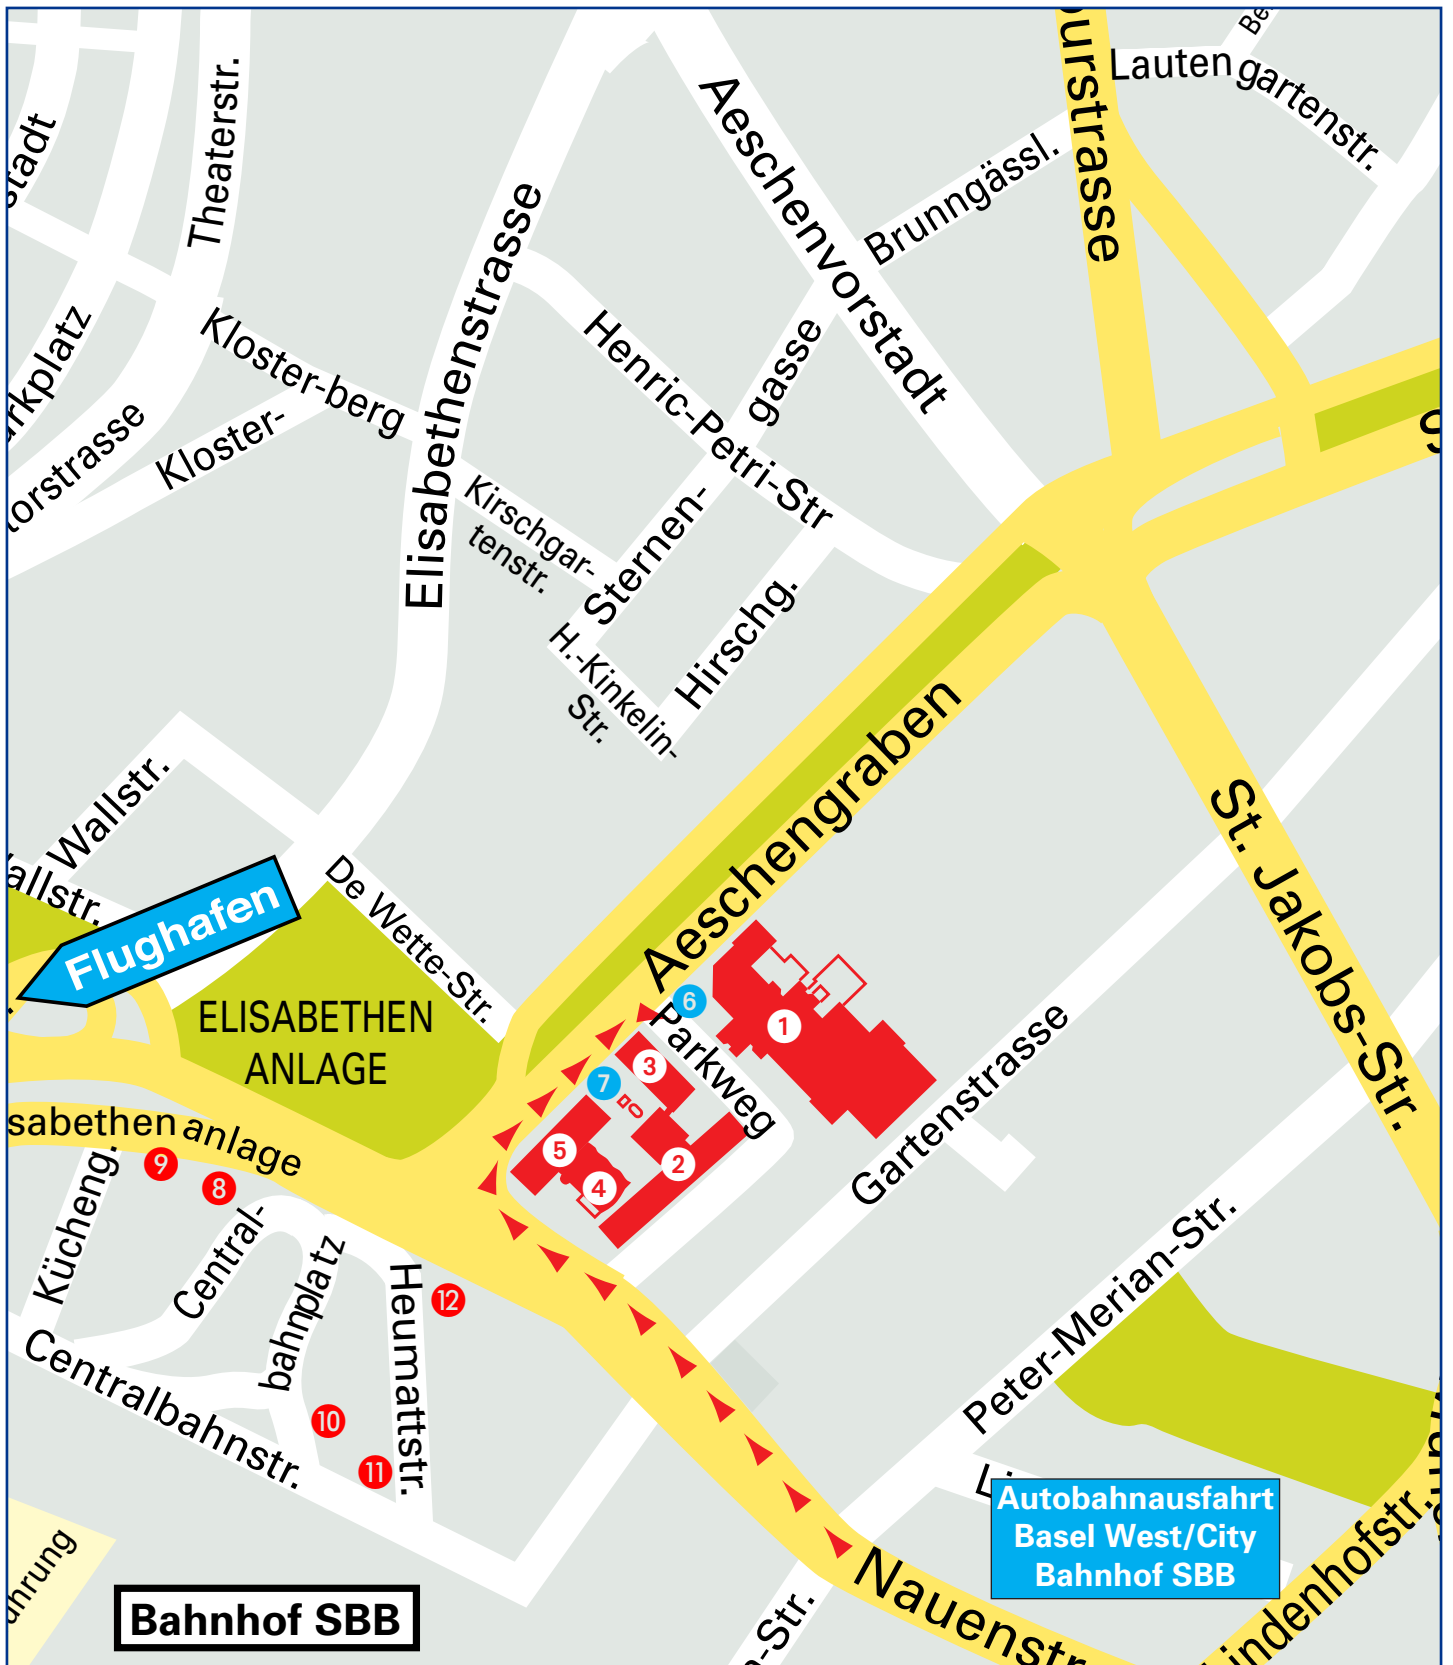 Be
Lauten
gartenstr.
urstrasse
Theaterstr.
stadt
Aeschenvorstadt
Brunngässl.
Elisabethenstrasse
Kloster-berg
Kloster-
rkplatz
torstrasse
Henric-Petri-Str
Sternen-
gasse
Kirschgar-
tenstr.
Hirschg.
H.-Kinkelin-
Str.
Wallstr.
allstr.
De Wette-Str.
Flughafen
ELISABETHEN
ANLAGE
Aeschengraben
St. Jakobs-Str.
Parkweg
Gartenstrasse
6
1
3
7
5
2
4
sabethenanlage
9
8
Kücheng.
Central-
bahnplatz
Heumattstr.
12
Centralbahnstr.
10
11
Peter-Merian-Str.
Autobahnausfahrt
Basel West/City
Bahnhof SBB
Nauenstr
indenhofstr.
ührung
-Str.
Bahnhof SBB